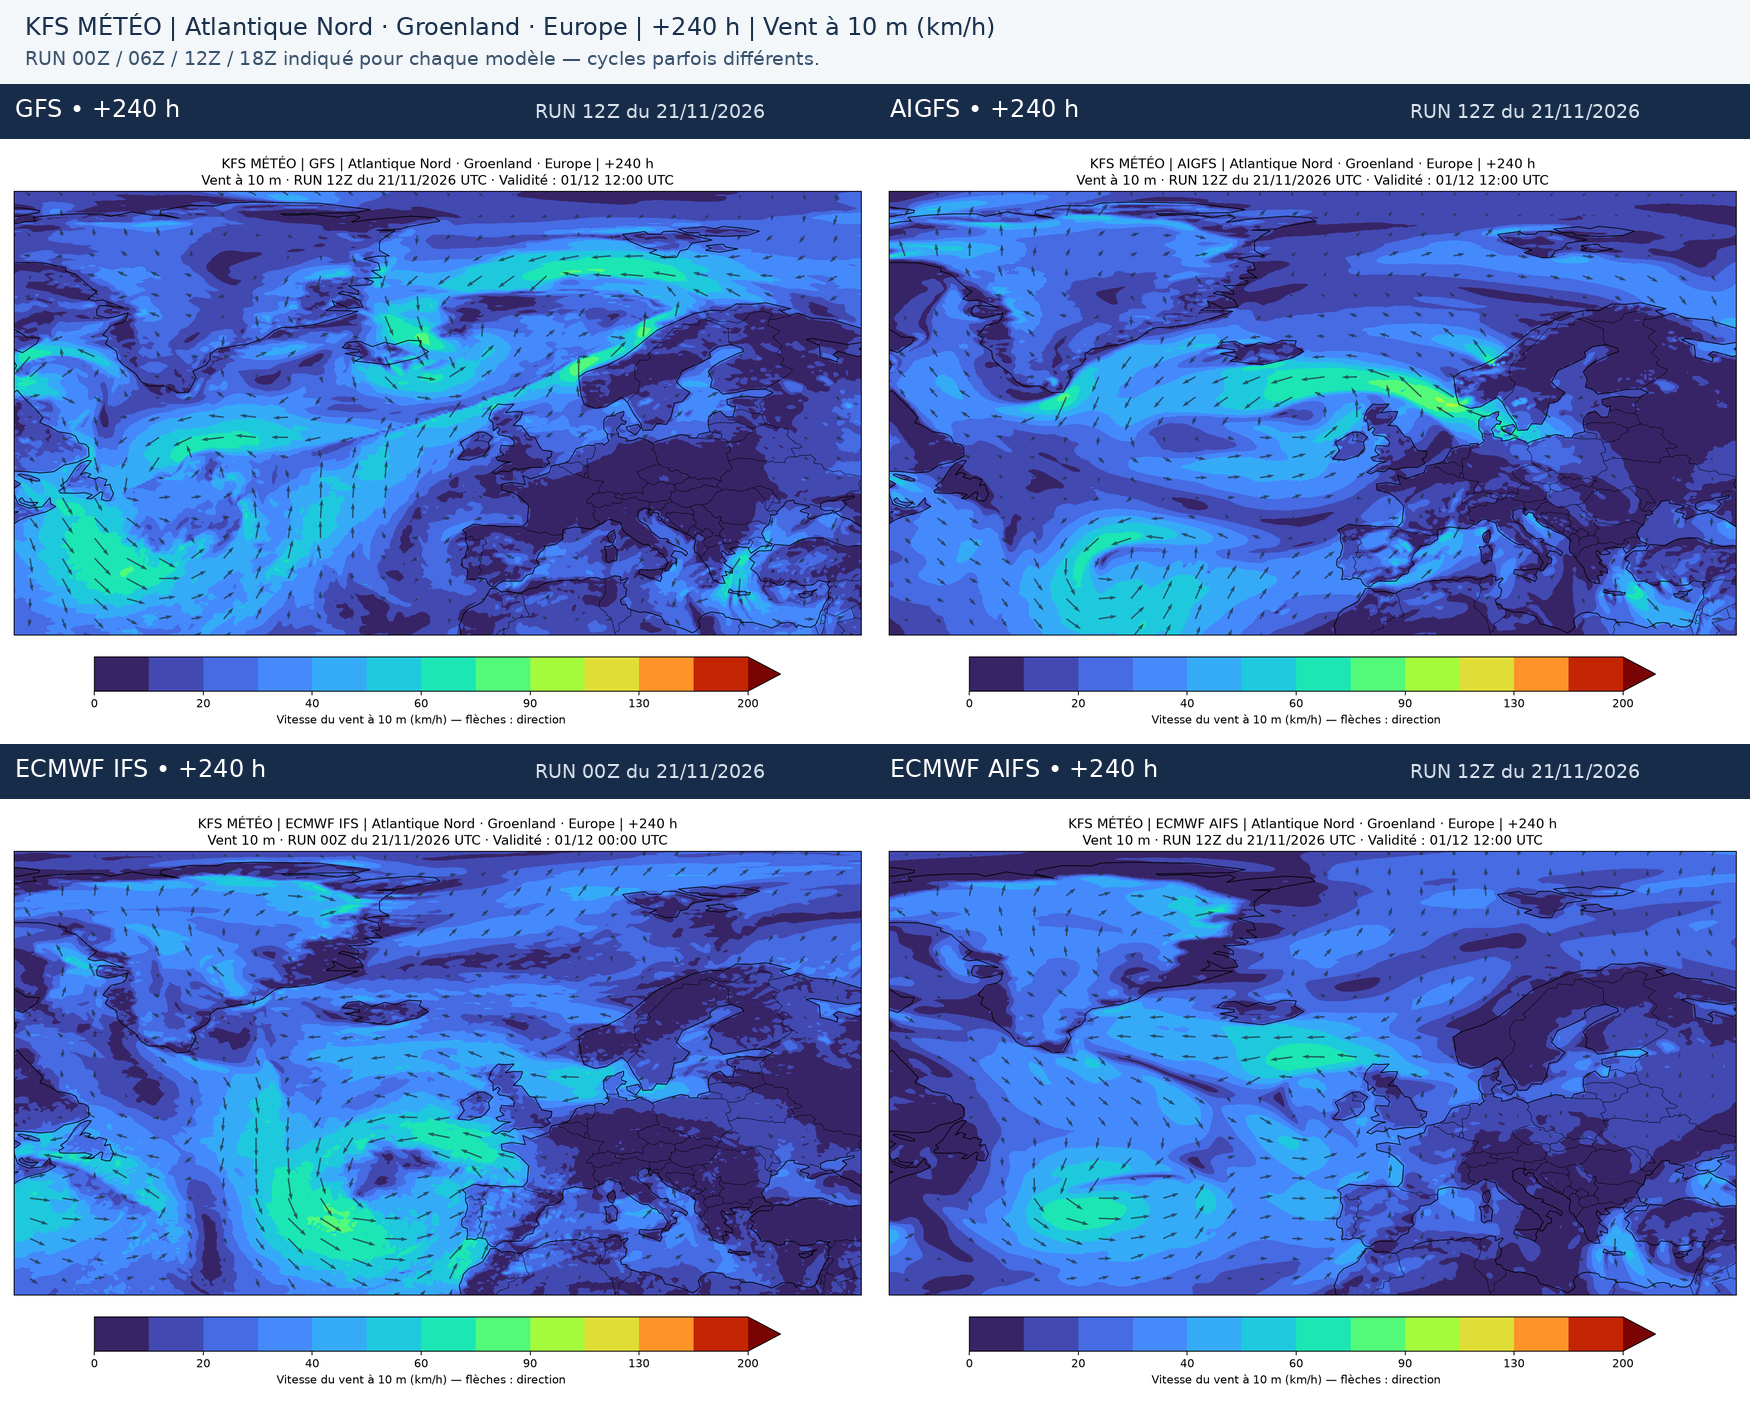 KFS MÉTÉO | Atlantique Nord · Groenland · Europe | +240 h | Vent à 10 m (km/h)
RUN 00Z / 06Z / 12Z / 18Z indiqué pour chaque modèle — cycles parfois différents.
GFS • +240 h
RUN 12Z du 21/11/2026
AIGFS • +240 h
RUN 12Z du 21/11/2026
KFS MÉTÉO | GFS | Atlantique Nord · Groenland · Europe | +240 h
Vent à 10 m · RUN 12Z du 21/11/2026 UTC · Validité : 01/12 12:00 UTC
KFS MÉTÉO | AIGFS | Atlantique Nord · Groenland · Europe | +240 h
Vent à 10 m · RUN 12Z du 21/11/2026 UTC · Validité : 01/12 12:00 UTC
0 20 40 60 90 130 200
Vitesse du vent à 10 m (km/h) — flèches : direction
0 20 40 60 90 130 200
Vitesse du vent à 10 m (km/h) — flèches : direction
ECMWF IFS • +240 h
RUN 00Z du 21/11/2026
ECMWF AIFS • +240 h
RUN 12Z du 21/11/2026
KFS MÉTÉO | ECMWF IFS | Atlantique Nord · Groenland · Europe | +240 h
Vent 10 m · RUN 00Z du 21/11/2026 UTC · Validité : 01/12 00:00 UTC
KFS MÉTÉO | ECMWF AIFS | Atlantique Nord · Groenland · Europe | +240 h
Vent 10 m · RUN 12Z du 21/11/2026 UTC · Validité : 01/12 12:00 UTC
0 20 40 60 90 130 200
Vitesse du vent à 10 m (km/h) — flèches : direction
0 20 40 60 90 130 200
Vitesse du vent à 10 m (km/h) — flèches : direction